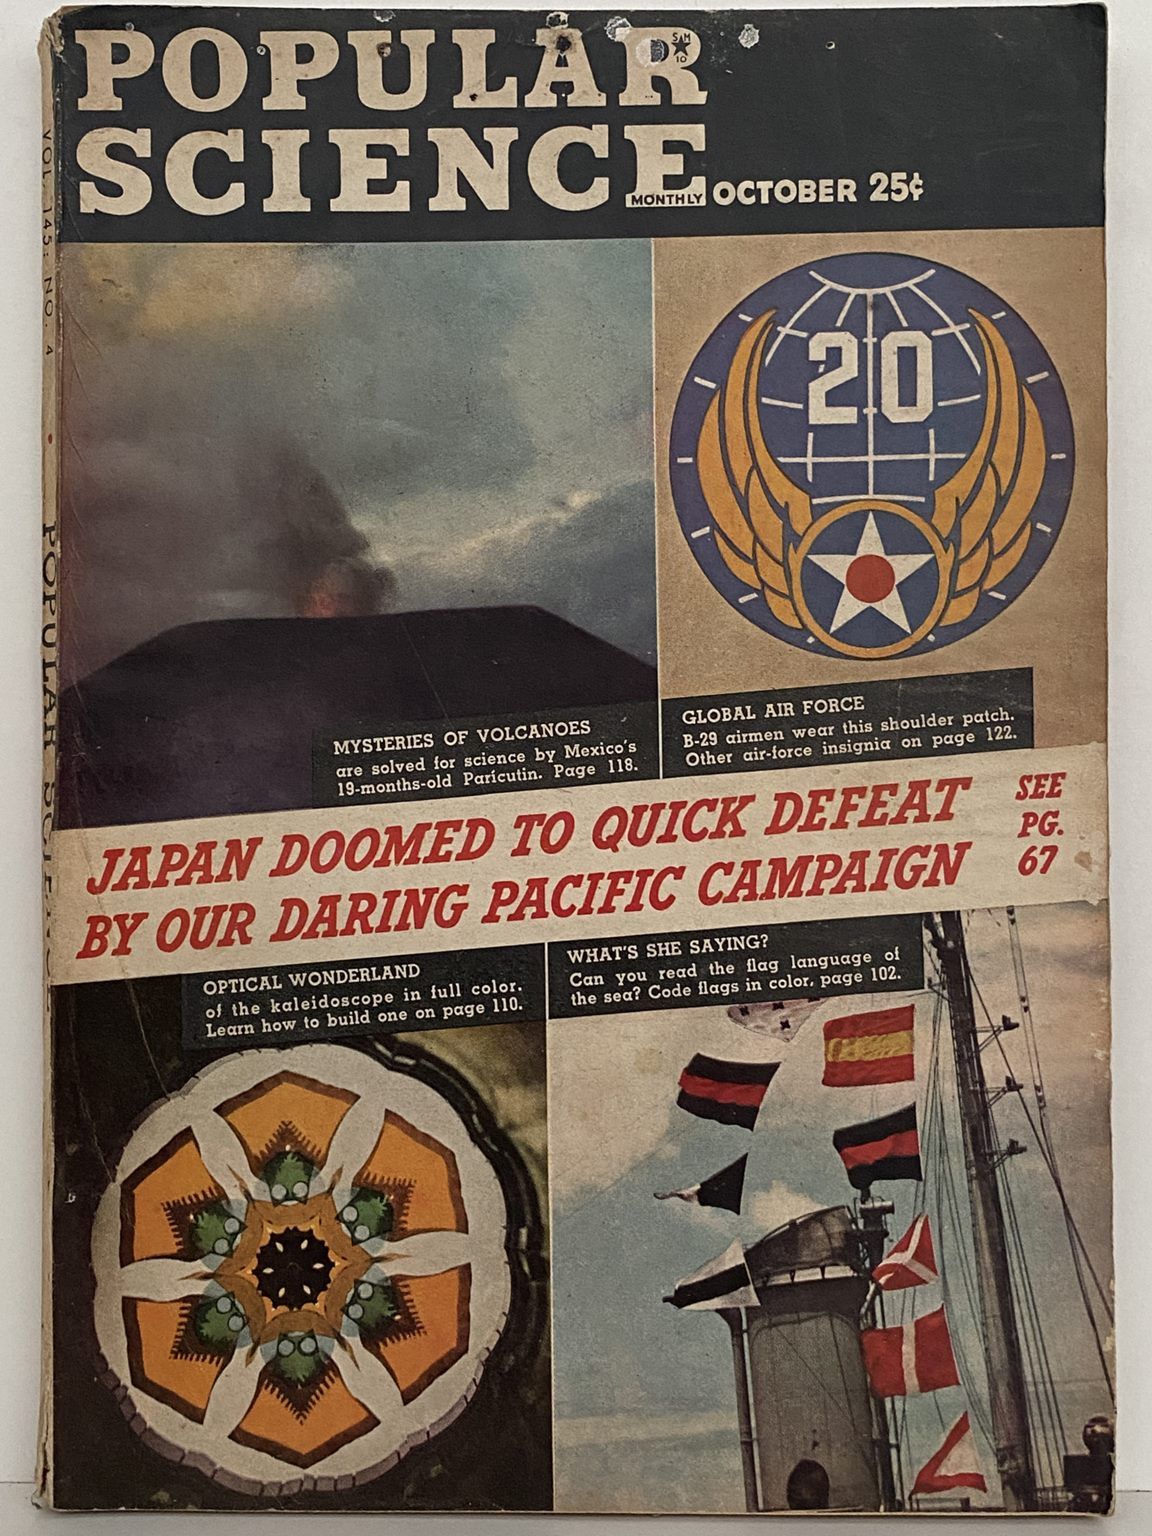 POPULAR
SCIENCE
MONTHLY OCTOBER 25¢
S M
10
VOL. 145: NO. 4
POPULAR SCIENCE
20
MYSTERIES OF VOLCANOES
are solved for science by Mexico's
19-months-old Paricutin. Page 118.
GLOBAL AIR FORCE
B-29 airmen wear this shoulder patch.
Other air-force insignia on page 122.
JAPAN DOOMED TO QUICK DEFEAT
BY OUR DARING PACIFIC CAMPAIGN
SEE
PG.
67
OPTICAL WONDERLAND
of the kaleidoscope in full color.
Learn how to build one on page 110.
WHAT'S SHE SAYING?
Can you read the flag language of
the sea? Code flags in color, page 102.